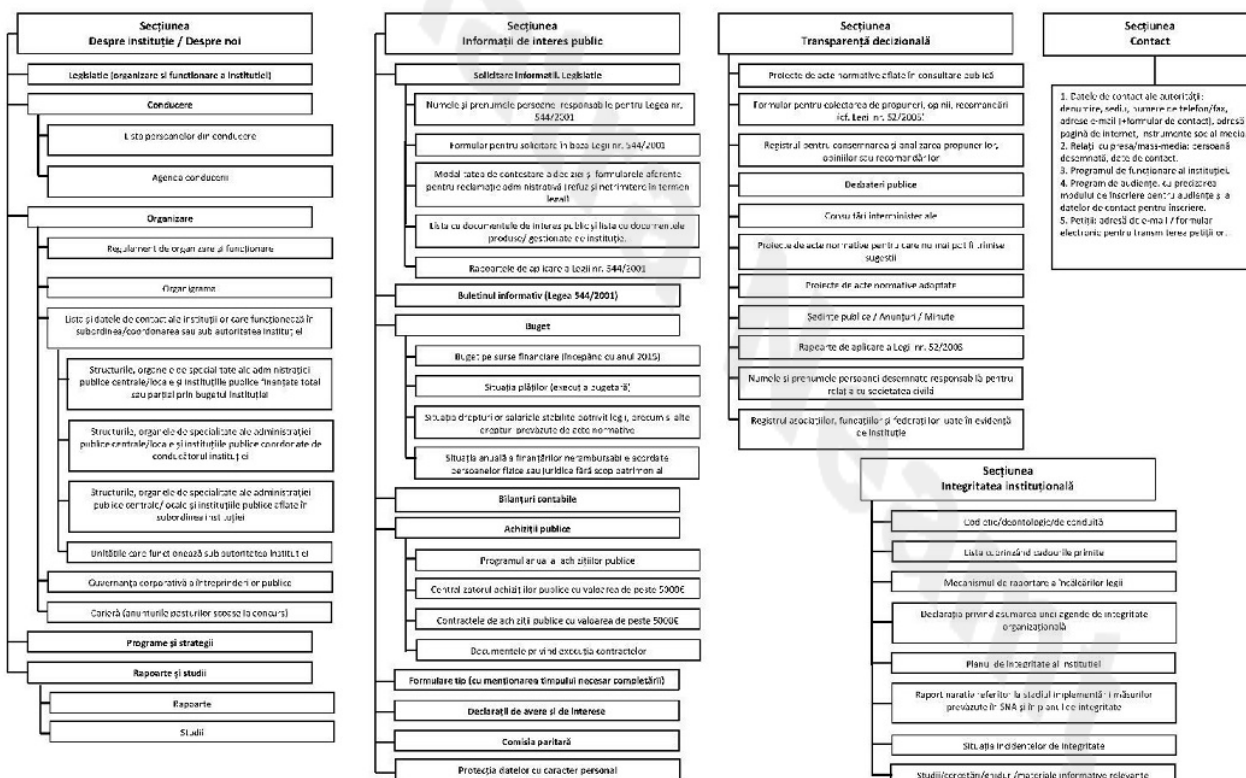 Secțiunea
Despre instituție / Despre noi
Legislatie (organizare si functionare a institutiei)
Conducere
Lista persoanelor din conducere
Agenda conducerii
Organizare
Regulament de organizare și funcționare
Organigrama
Lista și datele de contact ale instituțiilor care funcționează în
subordinea/coordonarea sau sub autoritatea instituției
Structurile, organele de specialitate ale administrației
publice centrale/locale și instituțiile publice finanțate total
sau parțial prin bugetul instituției
Structurile, organele de specialitate ale administrației
publice centrale/locale și instituțiile publice coordonate de
conducătorul instituției
Structurile, organele de specialitate ale administrației
publice centrale/locale și instituțiile publice aflate în
subordinea instituției
Unitățile care funcționează sub autoritatea instituției
Guvernanța corporativă a întreprinderilor publice
Carieră (anunțurile posturilor scoase la concurs)
Programe și strategii
Rapoarte și studii
Rapoarte
Studii
Secțiunea
Informații de interes public
Solicitare informatii. Legislatie
Numele și prenumele persoanei responsabile pentru Legea nr.
544/2001
Formular pentru solicitare în baza Legii nr. 544/2001
Modalitatea de contestare a deciziei și formularele aferente
pentru reclamație administrativă (refuz și netrimitere în termen
legal)
Lista cu documentele de interes public și lista cu documentele
produse/ gestionate de instituție.
Rapoartele de aplicare a Legii nr. 544/2001
Buletinul informativ (Legea 544/2001)
Buget
Buget pe surse financiare (începând cu anul 2015)
Situația plăților (execuția bugetară)
Situația drepturilor salariale stabilite potrivit legii, precum și alte
drepturi prevăzute de acte normative
Situația anuală a finanțărilor nerambursabile acordate
persoanelor fizice sau juridice fără scop patrimonial
Bilanțuri contabile
Achiziții publice
Programul anual al achizițiilor publice
Centralizatorul achizițiilor publice cu valoarea de peste 5000€
Contractele de achiziții publice cu valoarea de peste 5000€
Documentele privind execuția contractelor
Formulare tip (cu menționarea timpului necesar completării)
Declarații de avere si de interese
Comisia paritară
Protecția datelor cu caracter personal
Secțiunea
Transparență decizională
Proiecte de acte normative aflate în consultare publică
Formular pentru colectarea de propuneri, opinii, recomandări
(cf. Legii nr. 52/2003)
Registrul pentru consemnarea și analizarea propunerilor,
opiniilor sau recomandărilor
Dezbateri publice
Consultări interministeriale
Proiecte de acte normative pentru care nu mai pot fi trimise
sugestii
Proiecte de acte normative adoptate
Ședințe publice / Anunțuri / Minute
Rapoarte de aplicare a Legii nr. 52/2003
Numele și prenumele persoanei desemnate responsabilă pentru
relația cu societatea civilă
Registrul asociațiilor, fundațiilor și federațiilor luate în evidență
de instituție
Secțiunea
Contact
1. Datele de contact ale autorității:
denumire, sediu, numere de telefon/fax,
adrese e-mail (+formular de contact), adresă
pagină de internet, instrumente social media.
2. Relații cu presa/mass-media: persoană
desemnată, date de contact.
3. Programul de funcționare al instituției.
4. Program de audiențe, cu precizarea
modului de înscriere pentru audiențe și a
datelor de contact pentru înscriere.
5. Petiții: adresă de e-mail / formular
electronic pentru transmiterea petițiilor.
Secțiunea
Integritatea instituțională
Cod etic/deontologic/de conduită
Lista cuprinzând cadourile primite
Mecanismul de raportare a încălcărilor legii
Declarația privind asumarea unei agende de integritate
organizațională
Planul de integritate al instituției
Raport narativ referitor la stadiul implementării măsurilor
prevăzute în SNA și în planul de integritate
Situația incidentelor de integritate
Studii/cercetări/ghiduri/materiale informative relevante